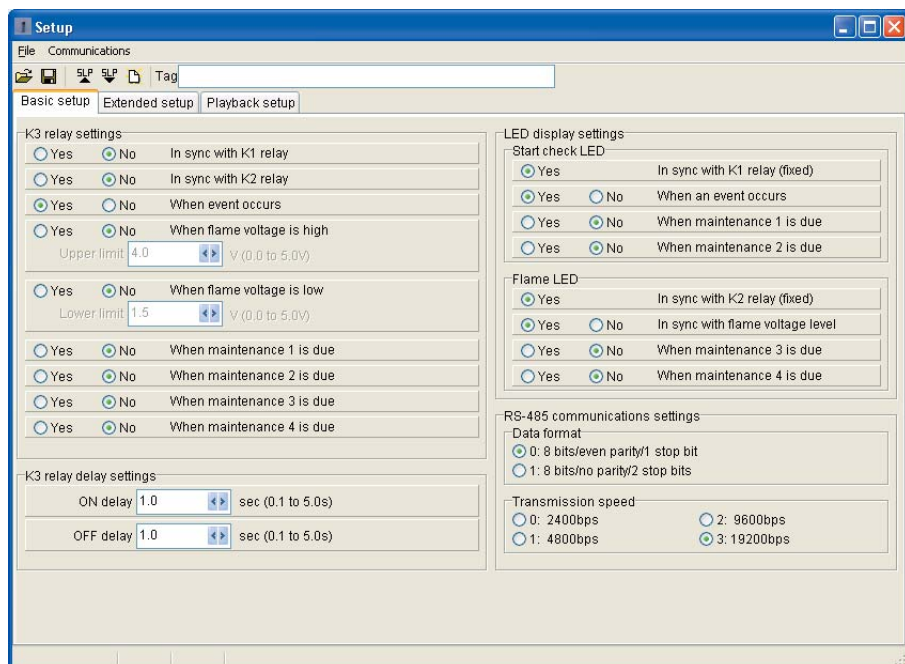 Setup
File Communications
SLP SLP Tag
Basic setup Extended setup Playback setup
K3 relay settings
Yes No In sync with K1 relay
Yes No In sync with K2 relay
Yes No When event occurs
Yes No When flame voltage is high
Upper limit 4.0 V (0.0 to 5.0V)
Yes No When flame voltage is low
Lower limit 1.5 V (0.0 to 5.0V)
Yes No When maintenance 1 is due
Yes No When maintenance 2 is due
Yes No When maintenance 3 is due
Yes No When maintenance 4 is due
K3 relay delay settings
ON delay 1.0 sec (0.1 to 5.0s)
OFF delay 1.0 sec (0.1 to 5.0s)
LED display settings
Start check LED
Yes In sync with K1 relay (fixed)
Yes No When an event occurs
Yes No When maintenance 1 is due
Yes No When maintenance 2 is due
Flame LED
Yes In sync with K2 relay (fixed)
Yes No In sync with flame voltage level
Yes No When maintenance 3 is due
Yes No When maintenance 4 is due
RS-485 communications settings
Data format
0: 8 bits/even parity/1 stop bit
1: 8 bits/no parity/2 stop bits
Transmission speed
0: 2400bps 2: 9600bps
1: 4800bps 3: 19200bps